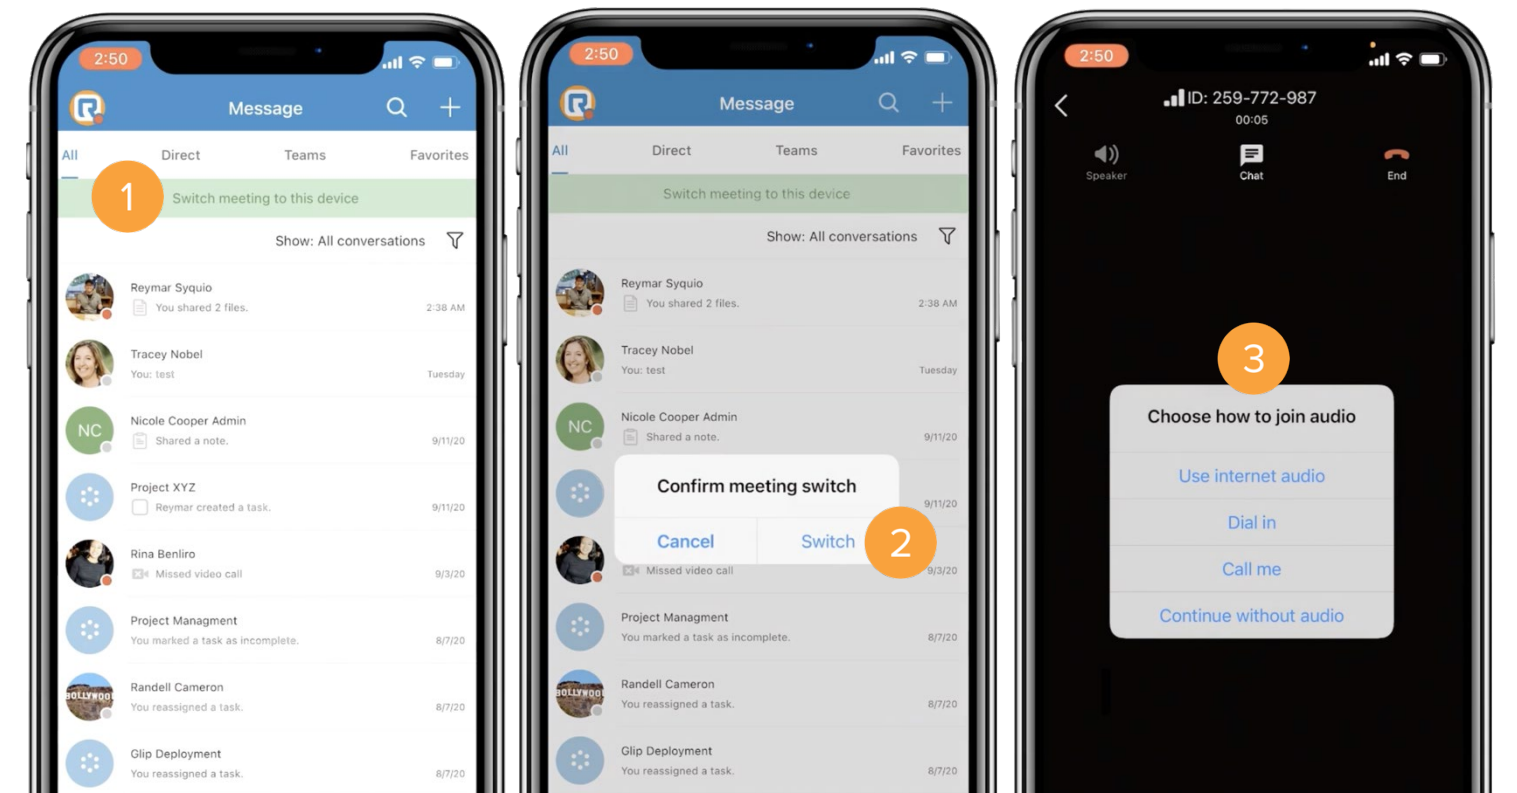 2:50
Message
All Direct Teams Favorites
1
Switch meeting to this device
Show: All conversations
Reymar Syquio
You shared 2 files. 2:38 AM
Tracey Nobel
You: test Tuesday
NC
Nicole Cooper Admin
Shared a note. 9/11/20
Project XYZ
Reymar created a task. 9/11/20
Rina Benliro
Missed video call 9/3/20
Project Managment
You marked a task as incomplete. 8/7/20
HOLLYWOOD
Randell Cameron
You reassigned a task. 8/7/20
Glip Deployment
You reassigned a task. 8/7/20
2:50
Message
All Direct Teams Favorites
Switch meeting to this device
Show: All conversations
Reymar Syquio
You shared 2 files. 2:38 AM
Tracey Nobel
You: test Tuesday
NC
Nicole Cooper Admin
Shared a note. 9/11/20
Confirm meeting switch
9/11/20
Cancel Switch
2
Missed video call 9/3/20
Project Managment
You marked a task as incomplete. 8/7/20
HOLLYWOOD
Randell Cameron
You reassigned a task. 8/7/20
Glip Deployment
You reassigned a task. 8/7/20
2:50
ID: 259-772-987
00:05
Speaker Chat End
3
Choose how to join audio
Use internet audio
Dial in
Call me
Continue without audio